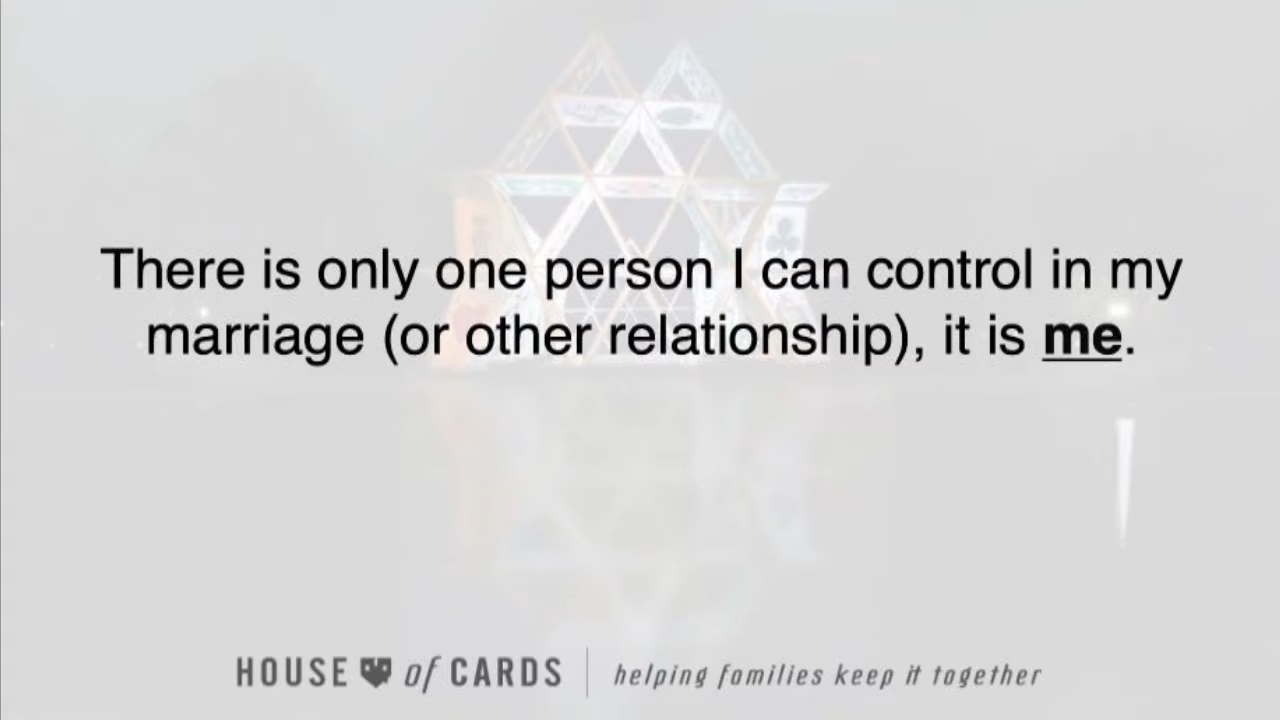 There is only one person I can control in my
marriage (or other relationship), it is me.
HOUSE of CARDS helping families keep it together